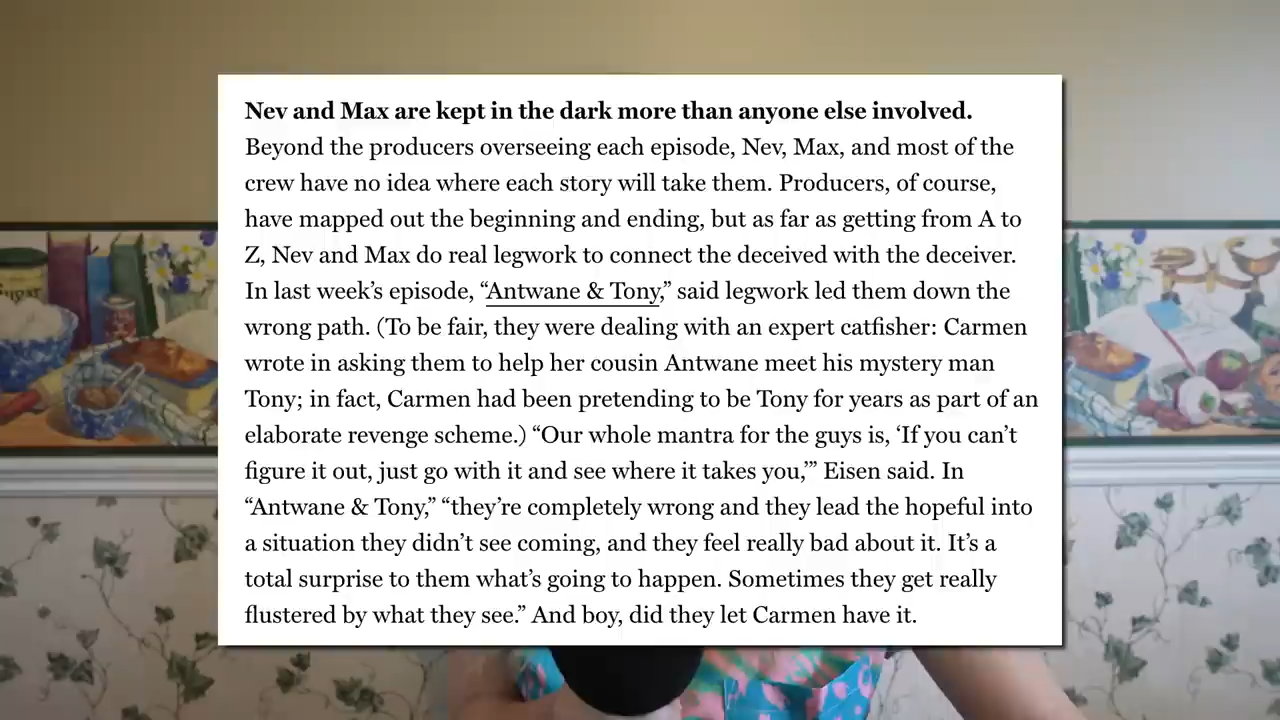 Nev and Max are kept in the dark more than anyone else involved.
Beyond the producers overseeing each episode, Nev, Max, and most of the
crew have no idea where each story will take them. Producers, of course,
have mapped out the beginning and ending, but as far as getting from A to
Z, Nev and Max do real legwork to connect the deceived with the deceiver.
In last week’s episode, “Antwane & Tony,” said legwork led them down the
wrong path. (To be fair, they were dealing with an expert catfisher: Carmen
wrote in asking them to help her cousin Antwane meet his mystery man
Tony; in fact, Carmen had been pretending to be Tony for years as part of an
elaborate revenge scheme.) “Our whole mantra for the guys is, ‘If you can’t
figure it out, just go with it and see where it takes you,’” Eisen said. In
“Antwane & Tony,” “they’re completely wrong and they lead the hopeful into
a situation they didn’t see coming, and they feel really bad about it. It’s a
total surprise to them what’s going to happen. Sometimes they get really
flustered by what they see.” And boy, did they let Carmen have it.
SUGAR